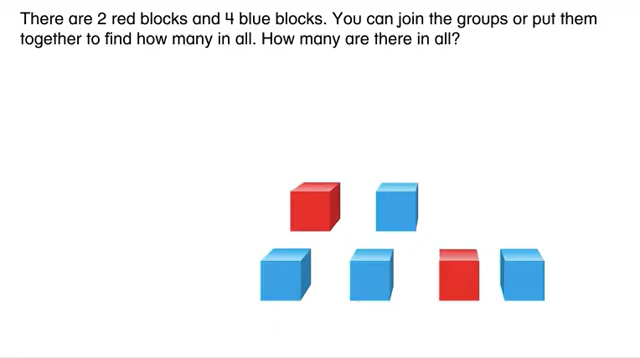 There are 2 red blocks and 4 blue blocks. You can join the groups or put them
together to find how many in all. How many are there in all?